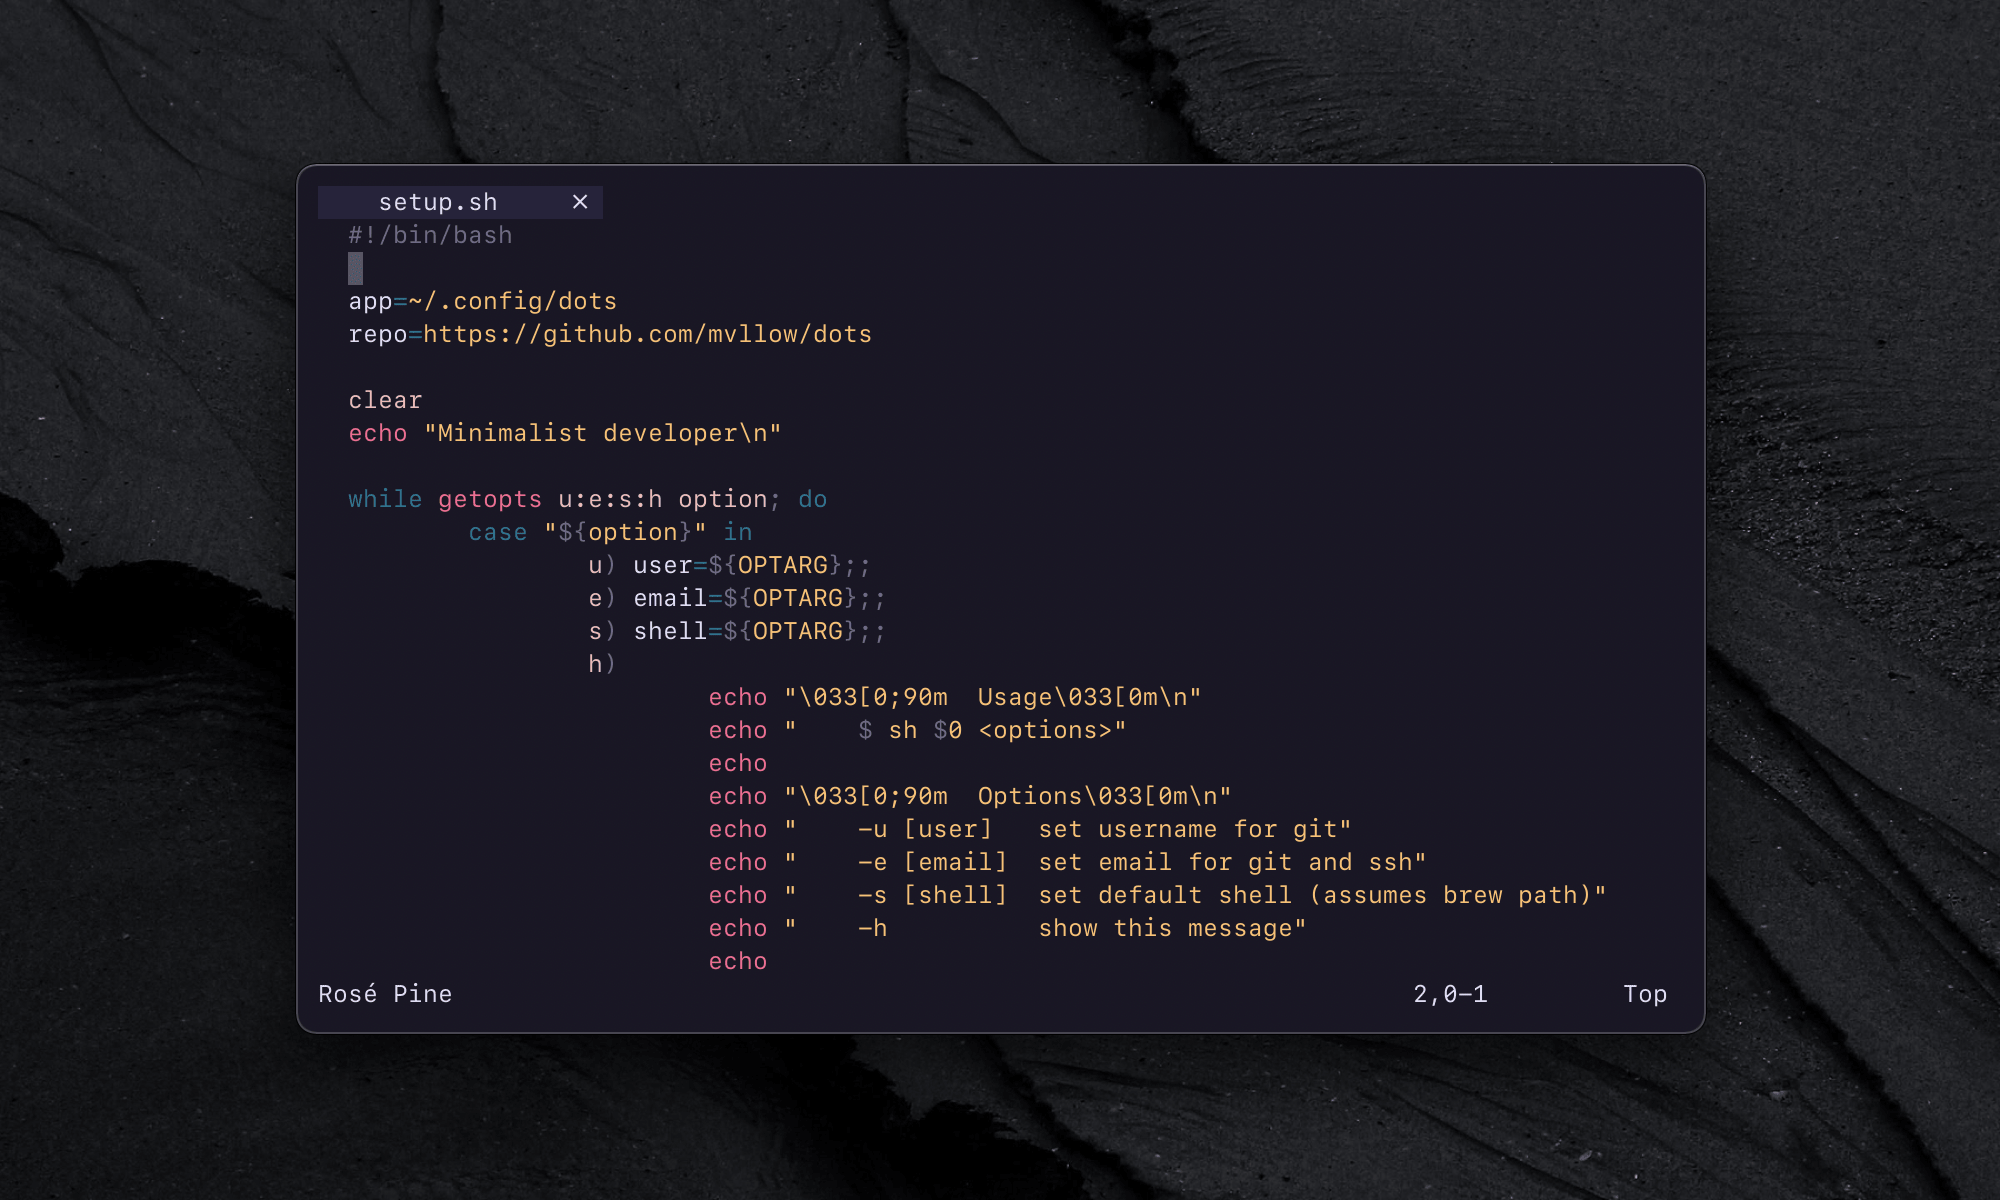 setup.sh ×
#!/bin/bash
app=~/.config/dots
repo=https://github.com/mvllow/dots
clear
echo "Minimalist developer\n"
while getopts u:e:s:h option; do
case "${option}" in
u) user=${OPTARG};;
e) email=${OPTARG};;
s) shell=${OPTARG};;
h)
echo "\033[0;90m  Usage\033[0m\n"
echo "    $ sh $0 <options>"
echo
echo "\033[0;90m  Options\033[0m\n"
echo "    -u [user]   set username for git"
echo "    -e [email]  set email for git and ssh"
echo "    -s [shell]  set default shell (assumes brew path)"
echo "    -h          show this message"
echo
Rosé Pine 2,0-1 Top